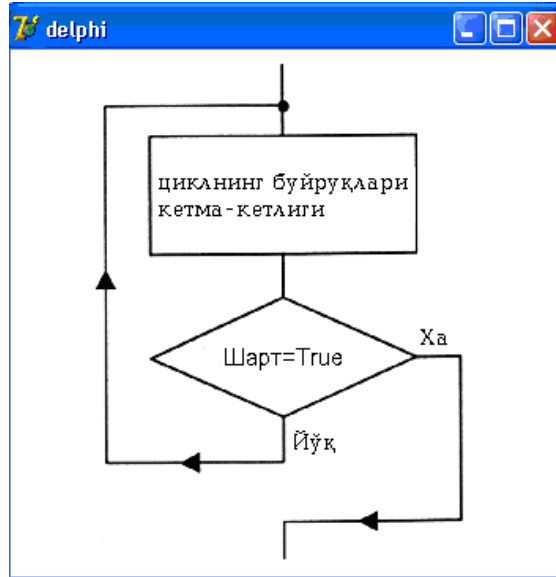 delphi
циклнинг буйруқлари
кетма-кетлиги
Шарт=True
Ха
Йўқ